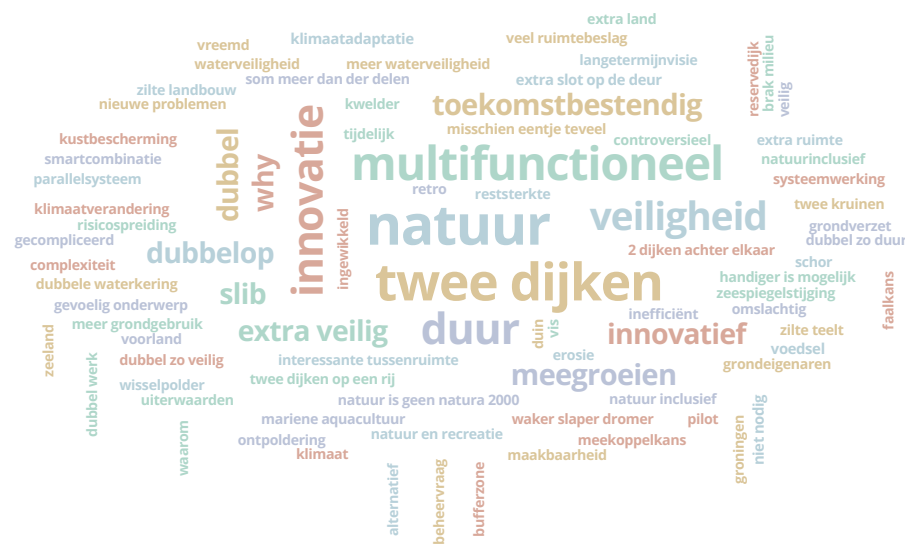 extra land
vreemd
klimaatadaptatie
veel ruimtebeslag
waterveiligheid
meer waterveiligheid
langetermijnvisie
reservedijk
brak milieu
veilig
som meer dan der delen
extra slot op de deur
zilte landbouw
nieuwe problemen
kwelder
toekomstbestendig
innovatie
misschien eentje teveel
tijdelijk
kustbescherming
dubbel
why
controversieel
extra ruimte
smartcombinatie
multifunctioneel
natuurinclusief
parallelsysteem
systeemwerking
retro
reststerkte
klimaatverandering
ingewikkeld
natuur
veiligheid
twee kruinen
risicospreiding
grondverzet
gecompliceerd
dubbel zo duur
dubbelop
2 dijken achter elkaar
complexiteit
schor
dubbele waterkering
slib
twee dijken
handiger is mogelijk
faalkans
gevoelig onderwerp
zeespiegelstijging
omslachtig
meer grondgebruik
extra veilig
duur
inefficiënt
duin
vis
innovatief
zilte teelt
voorland
zeeland
voedsel
dubbel zo veilig
interessante tussenruimte
erosie
grondeigenaren
dubbel werk
wisselpolder
twee dijken op een rij
meegroeien
uiterwaarden
natuur is geen natura 2000
natuur inclusief
niet nodig
mariene aquacultuur
waker slaper dromer
pilot
groningen
waarom
ontpoldering
natuur en recreatie
meekoppelkans
klimaat
maakbaarheid
alternatief
beheervraag
bufferzone